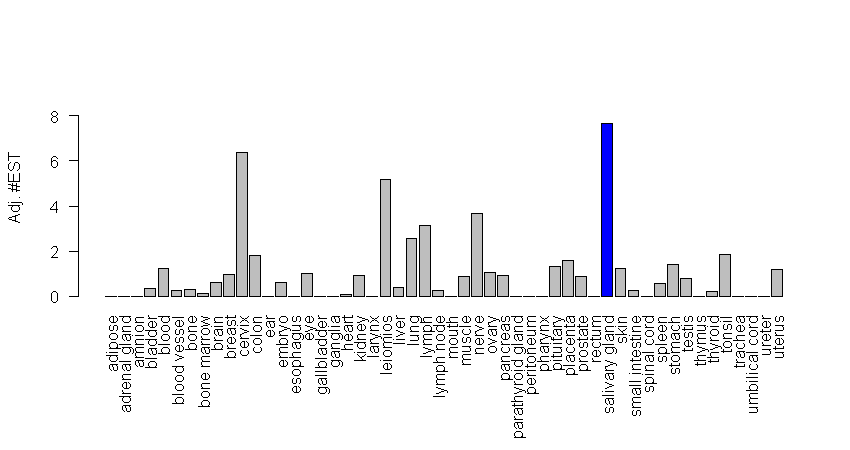 Adj. #EST
8
6
4
2
0
adipose
adrenal gland
amnion
bladder
blood
blood vessel
bone
bone marrow
brain
breast
cervix
colon
ear
embryo
esophagus
eye
gallbladder
ganglia
heart
kidney
larynx
leiomios
liver
lung
lymph
lymph node
mouth
muscle
nerve
ovary
pancreas
parathyroid gland
peritoneum
pharynx
pituitary
placenta
prostate
rectum
salivary gland
skin
small intestine
spinal cord
spleen
stomach
testis
thymus
thyroid
tonsil
trachea
umbilical cord
ureter
uterus